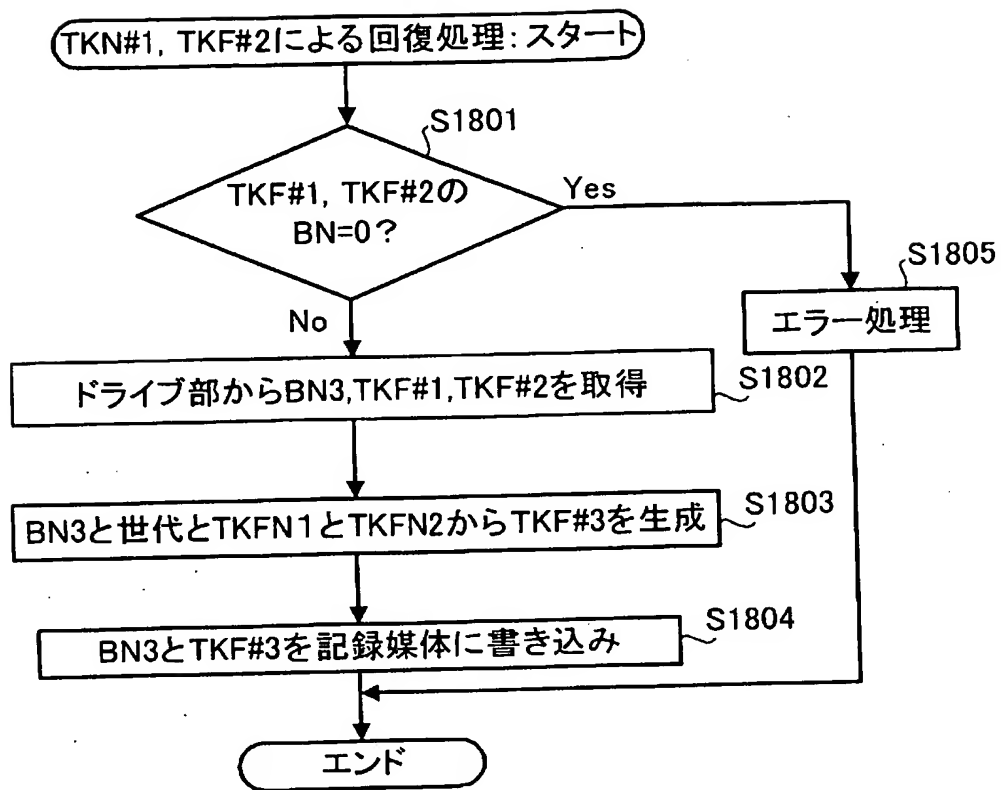 TKN#1, TKF#2による回復処理:スタート
S1801
TKF#1, TKF#2の
BN=0?
Yes
No
S1805
エラー処理
ドライブ部からBN3,TKF#1,TKF#2を取得
S1802
BN3と世代とTKFN1とTKFN2からTKF#3を生成
S1803
BN3とTKF#3を記録媒体に書き込み
S1804
エンド